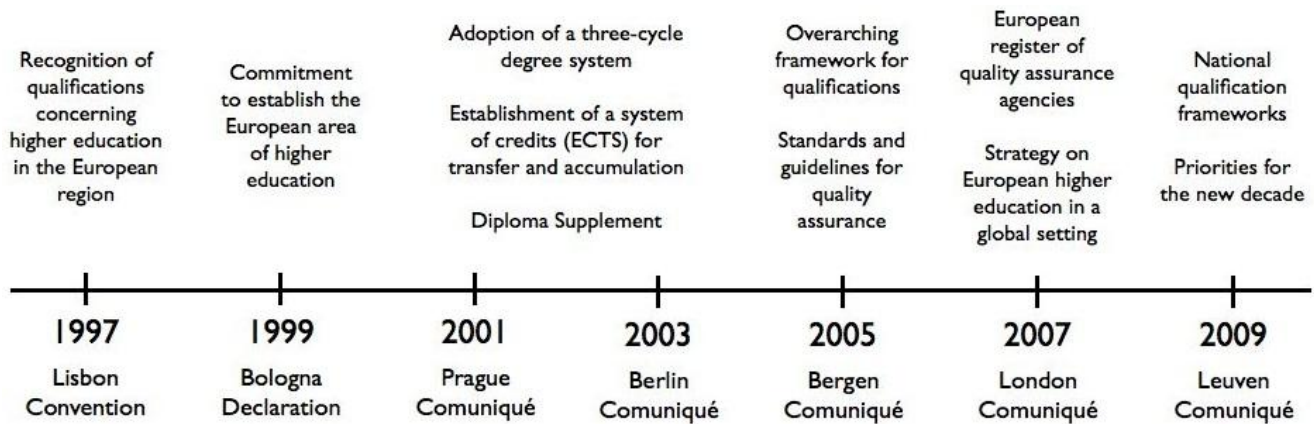 Recognition of
qualifications
concerning
higher education
in the European
region
Commitment
to establish the
European area
of higher
education
Adoption of a three-cycle
degree system
Establishment of a system
of credits (ECTS) for
transfer and accumulation
Diploma Supplement
Overarching
framework for
qualifications
Standards and
guidelines for
quality
assurance
European
register of
quality assurance
agencies
Strategy on
European higher
education in a
global setting
National
qualification
frameworks
Priorities for
the new decade
1997
Lisbon
Convention
1999
Bologna
Declaration
2001
Prague
Comuniqué
2003
Berlin
Comuniqué
2005
Bergen
Comuniqué
2007
London
Comuniqué
2009
Leuven
Comuniqué